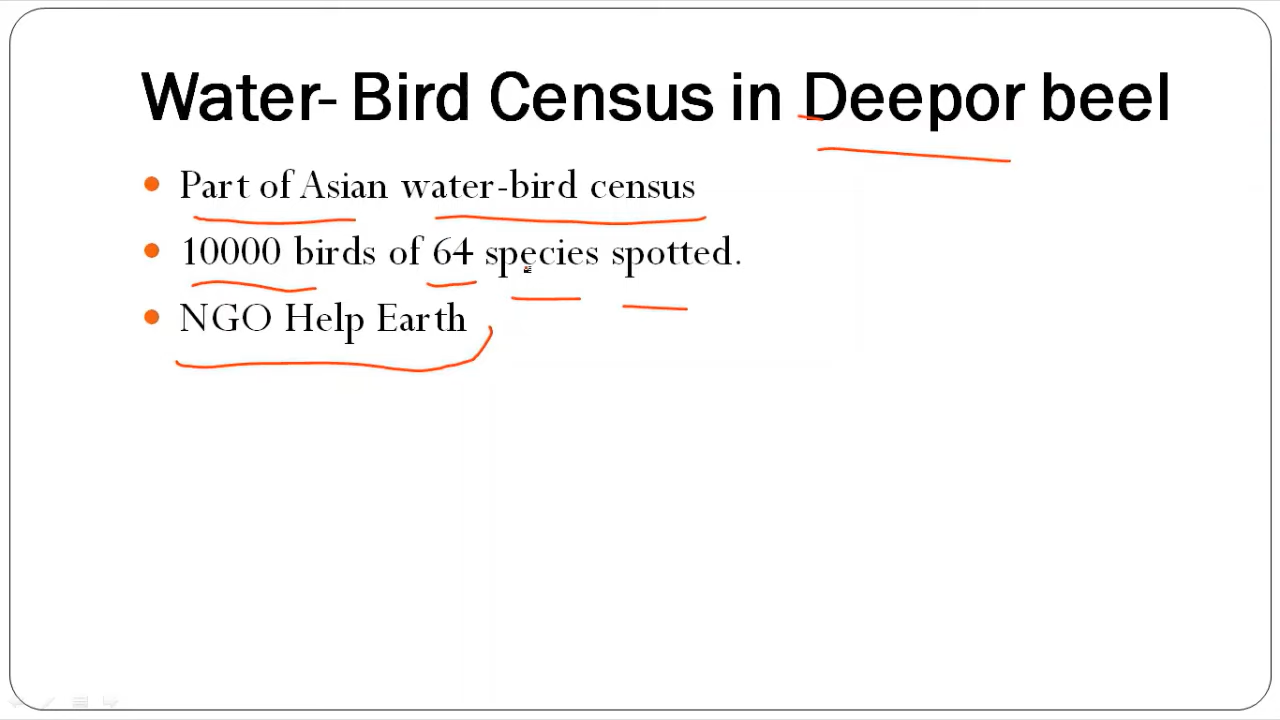 Water- Bird Census in Deepor beel
Part of Asian water-bird census
10000 birds of 64 species spotted.
NGO Help Earth